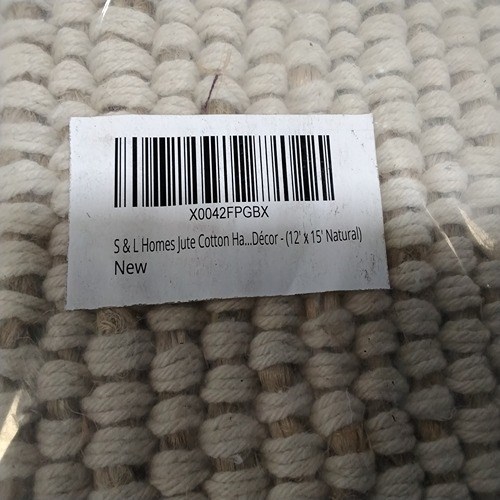 X0042FPGBX
S & L Homes Jute Cotton Ha...Décor - (12' x 15' Natural)
New